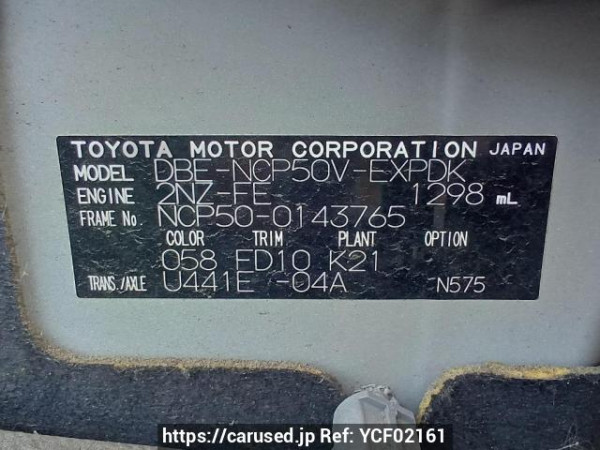 TOYOTA MOTOR CORPORATION JAPAN
MODEL DBE-NCP50V-EXPDK
ENGINE 2NZ-FE 1298 mL
FRAME No. NCP50-0143765
COLOR TRIM PLANT OPTION
058 FD10 K21
TRANS./AXLE U441E -04A N575
https://carused.jp Ref: YCF02161